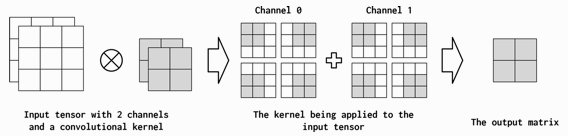 Channel 0
Channel 1
Input tensor with 2 channels
and a convolutional kernel
The kernel being applied to the
input tensor
The output matrix